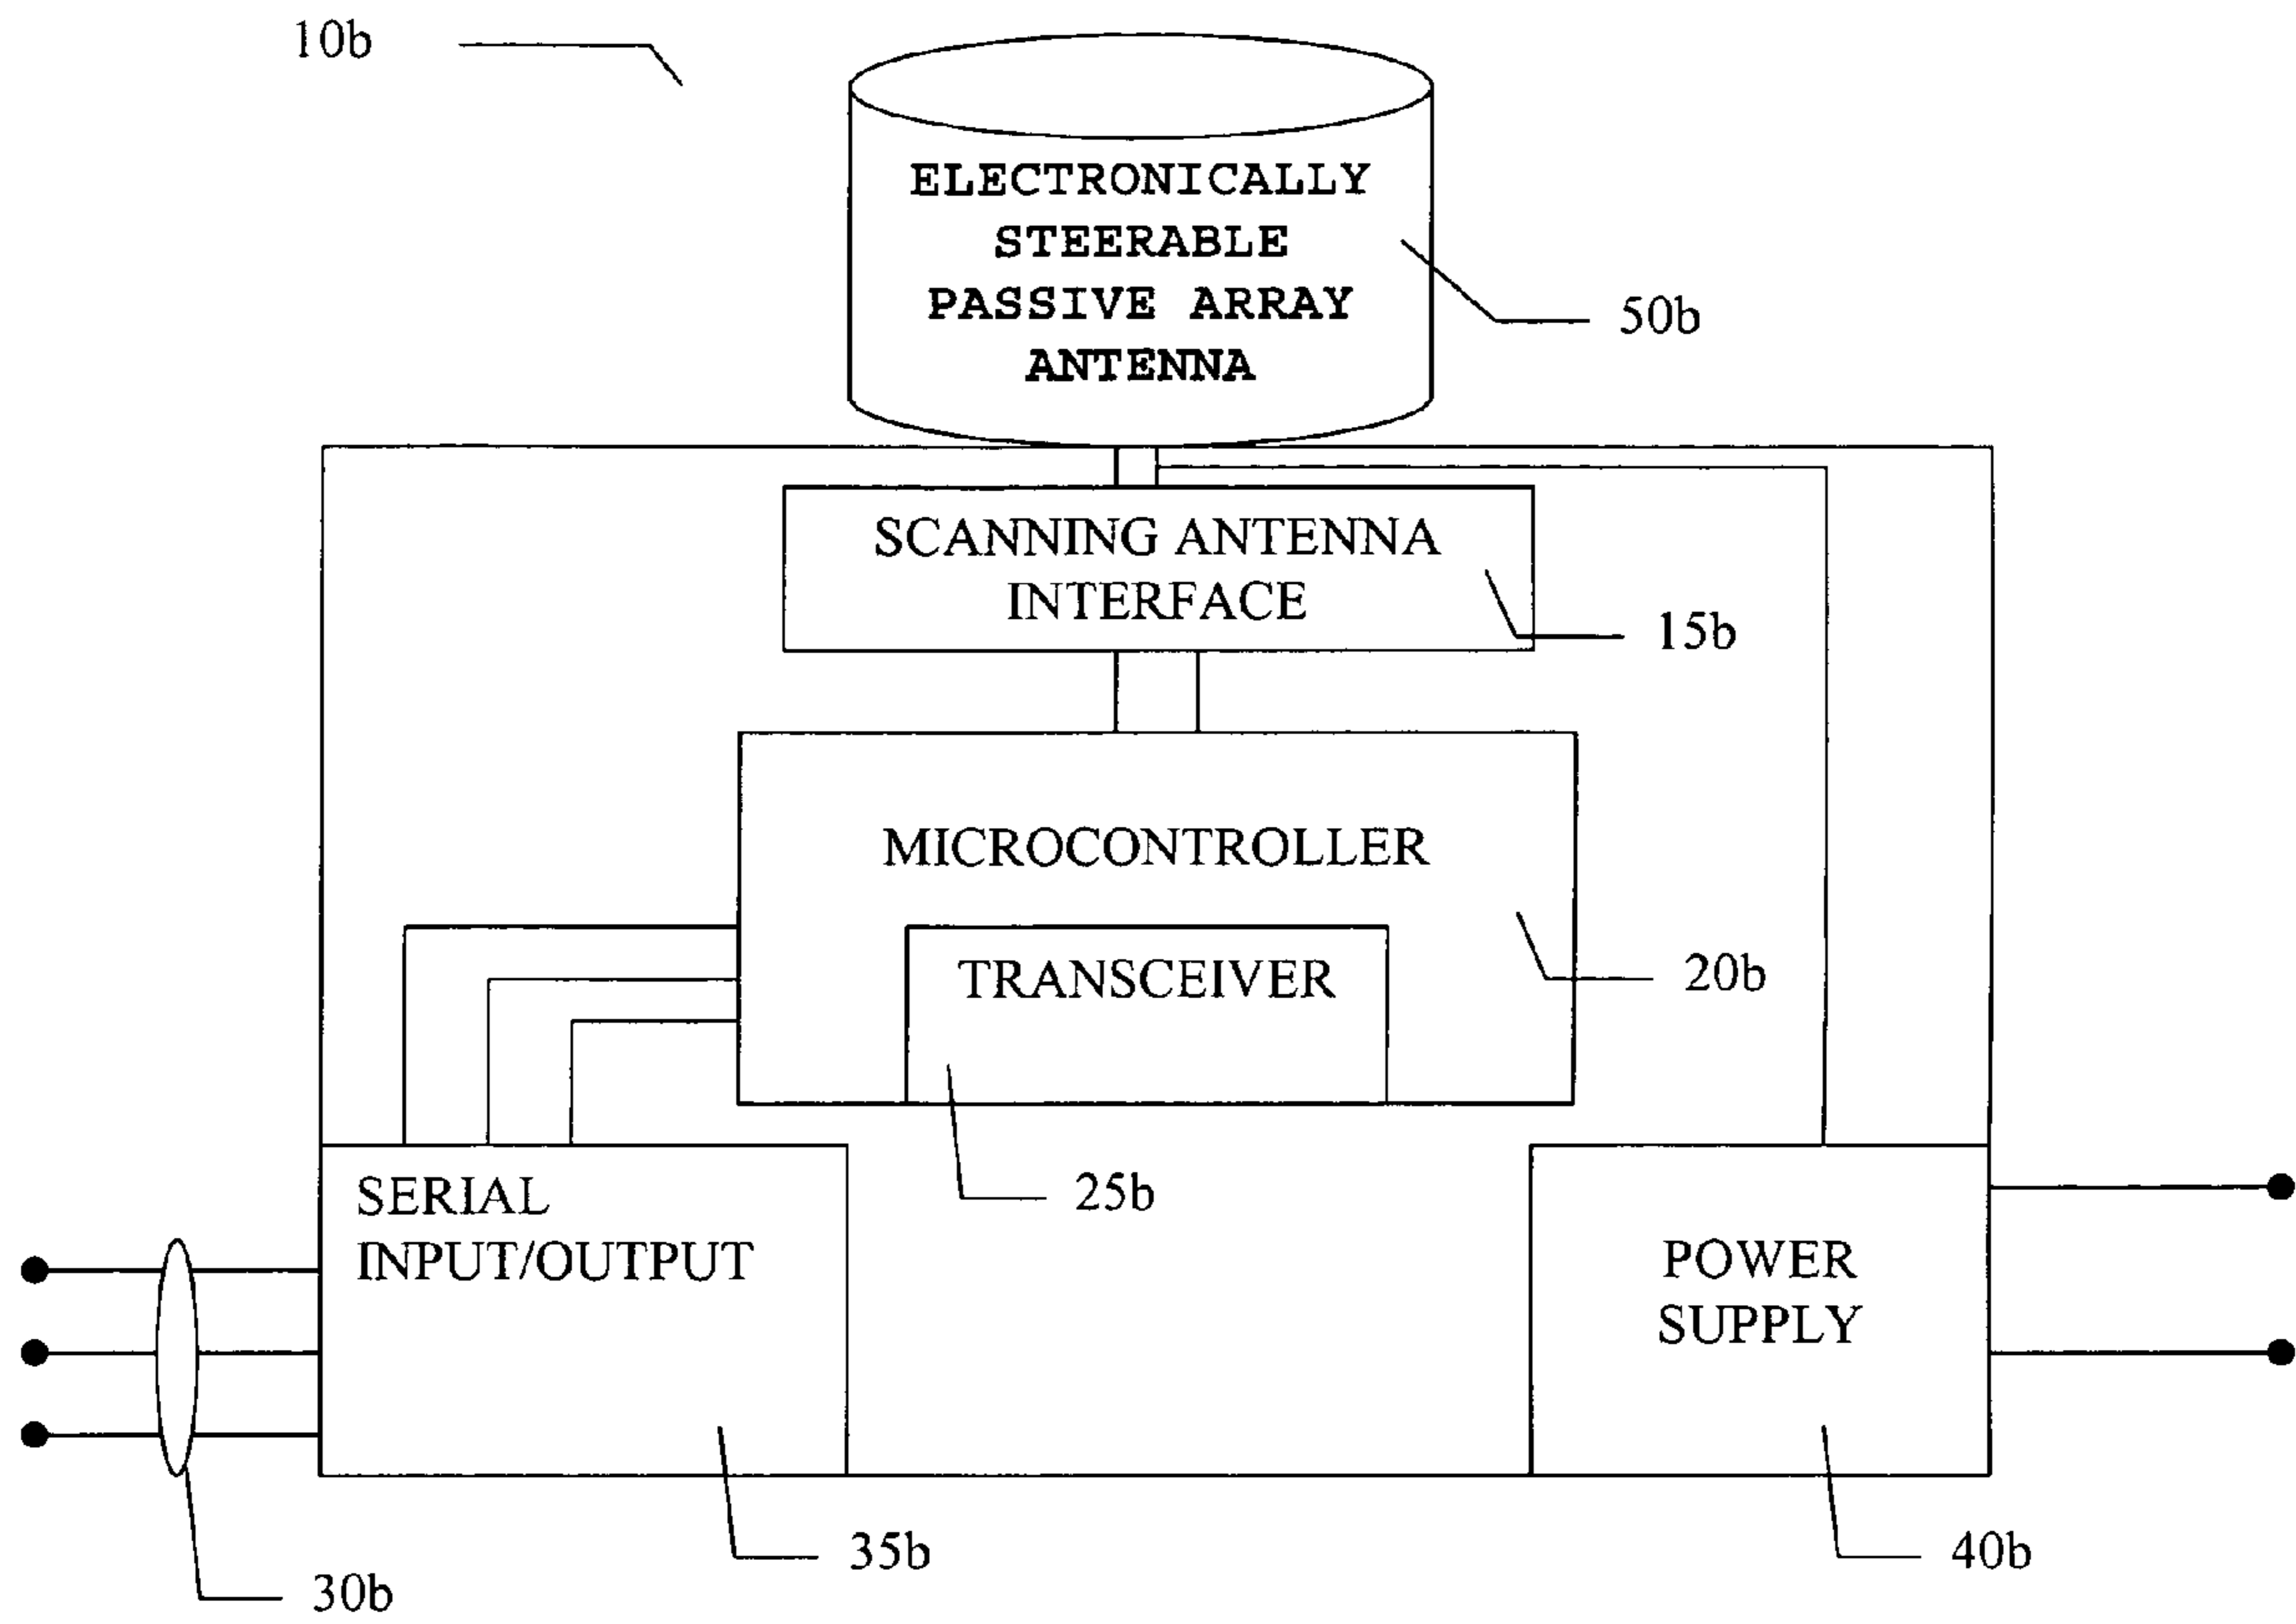 10b
ELECTRONICALLY
STEERABLE
PASSIVE ARRAY
ANTENNA
50b
SCANNING ANTENNA
INTERFACE
15b
MICROCONTROLLER
TRANSCEIVER
20b
25b
SERIAL
INPUT/OUTPUT
POWER
SUPPLY
35b
40b
30b